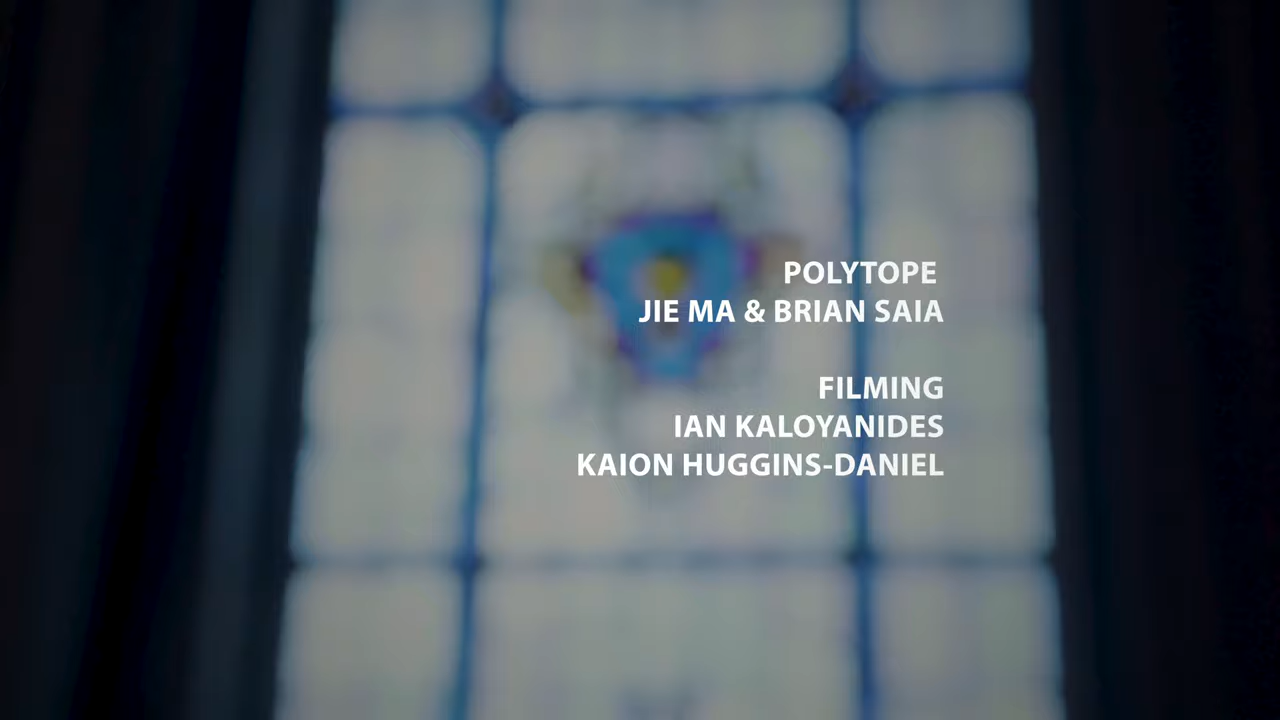 POLYTOPE
JIE MA & BRIAN SAIA
FILMING
IAN KALOYANIDES
KAION HUGGINS-DANIEL